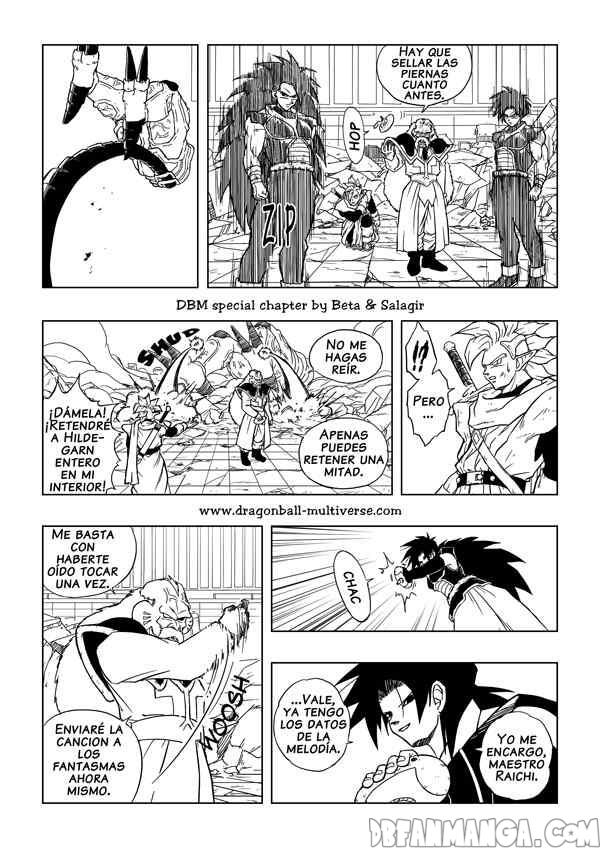 HAY QUE
SELLAR LAS
PIERNAS
CUANTO
ANTES.
HOP
ZIP
DBM special chapter by Beta & Salagir
SHUD
NO ME
HAGAS
REÍR.
¡DÁMELA!
¡RETENDRÉ
A HILDE-
GARN
ENTERO
EN MI
INTERIOR!
APENAS
PUEDES
RETENER UNA
MITAD.
!?
PERO
...
www.dragonball-multiverse.com
ME BASTA
CON
HABERTE
OÍDO TOCAR
UNA VEZ.
WOOSH
ENVIARÉ LA
CANCION A
LOS
FANTASMAS
AHORA
MISMO.
CHAC
...VALE,
YA TENGO
LOS DATOS
DE LA
MELODÍA.
YO ME
ENCARGO,
MAESTRO
RAICHI.
DBFANMANGA.COM